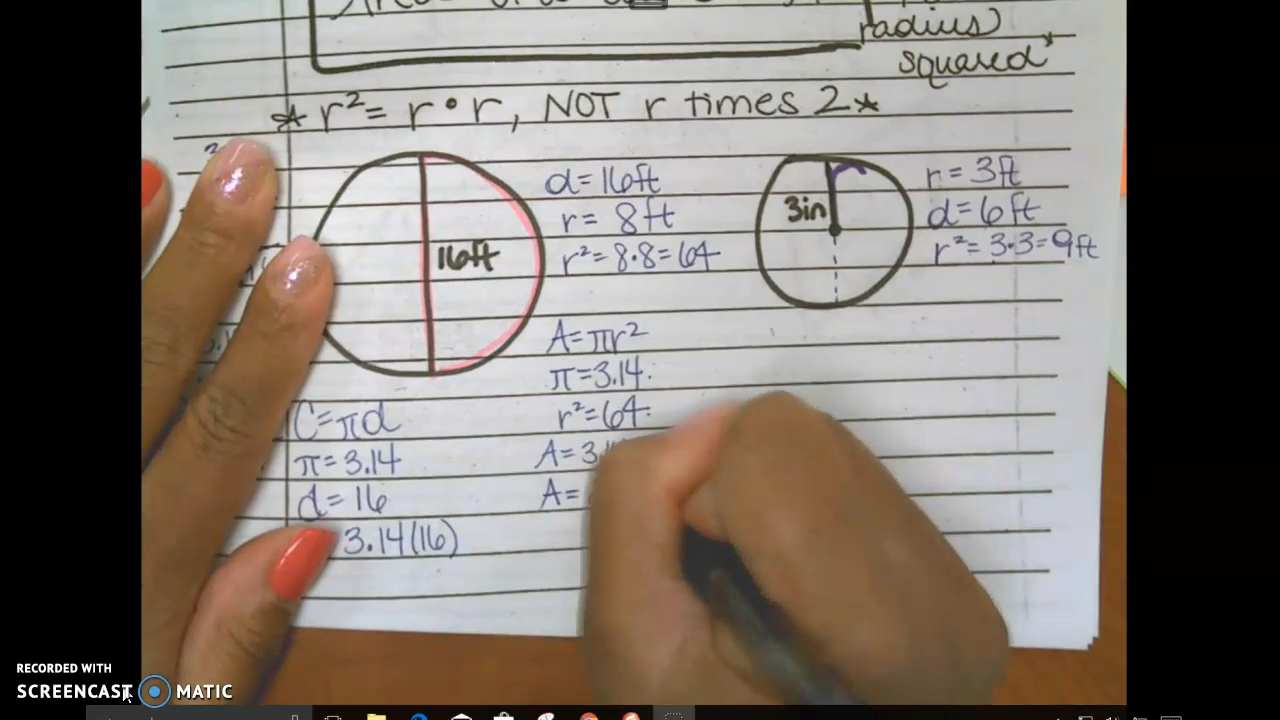 radius
squared*
* r² = r • r, NOT r times 2 *
16ft
d = 16ft
r = 8ft
r² = 8•8 = 64
3in
r = 3ft
d = 6ft
r² = 3•3 = 9ft
A = πr²
π = 3.14
r² = 64
A = 3.
A =
C = πd
π = 3.14
d = 16
3.14(16)
RECORDED WITH
SCREENCAST MATIC